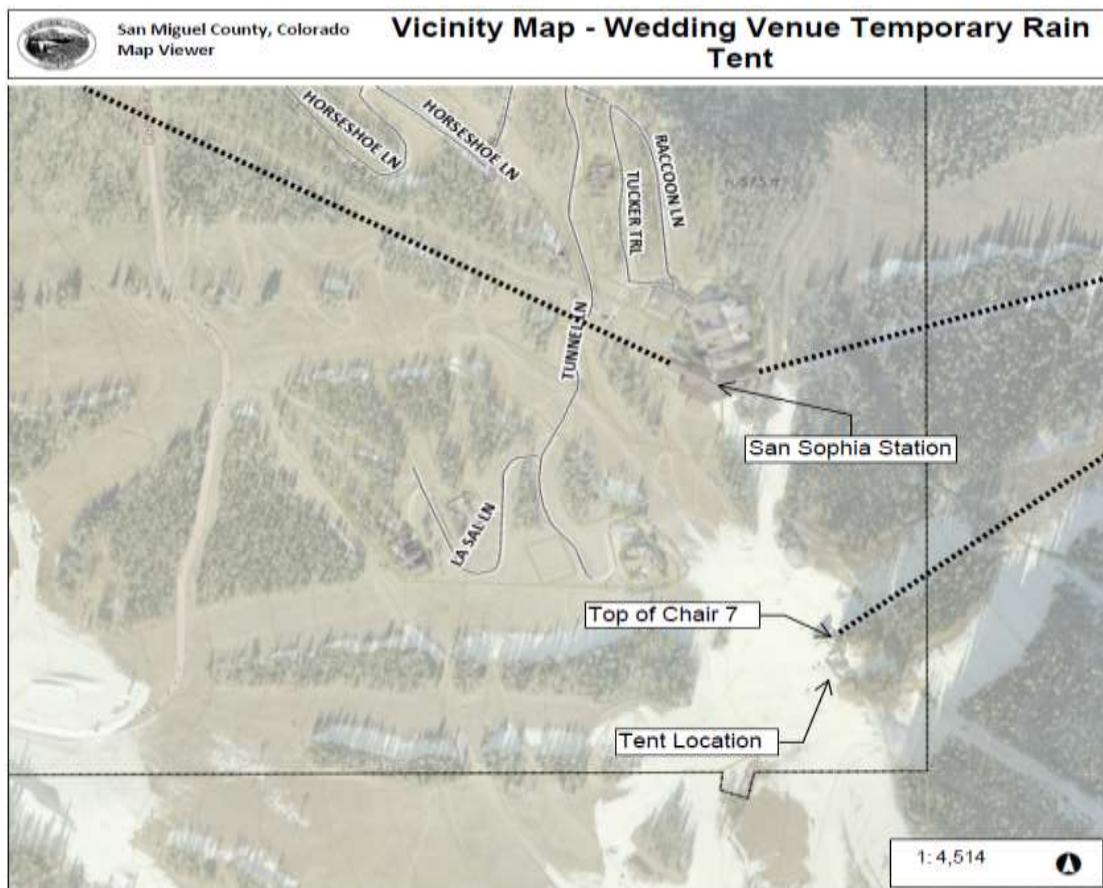 San Miguel County, Colorado
Map Viewer
Vicinity Map - Wedding Venue Temporary Rain
Tent
HORSESHOE LN
HORSESHOE LN
RACCOON LN
TUCKER TRL
TUNNEL LN
San Sophia Station
LA SAL LN
Top of Chair 7
Tent Location
1: 4,514